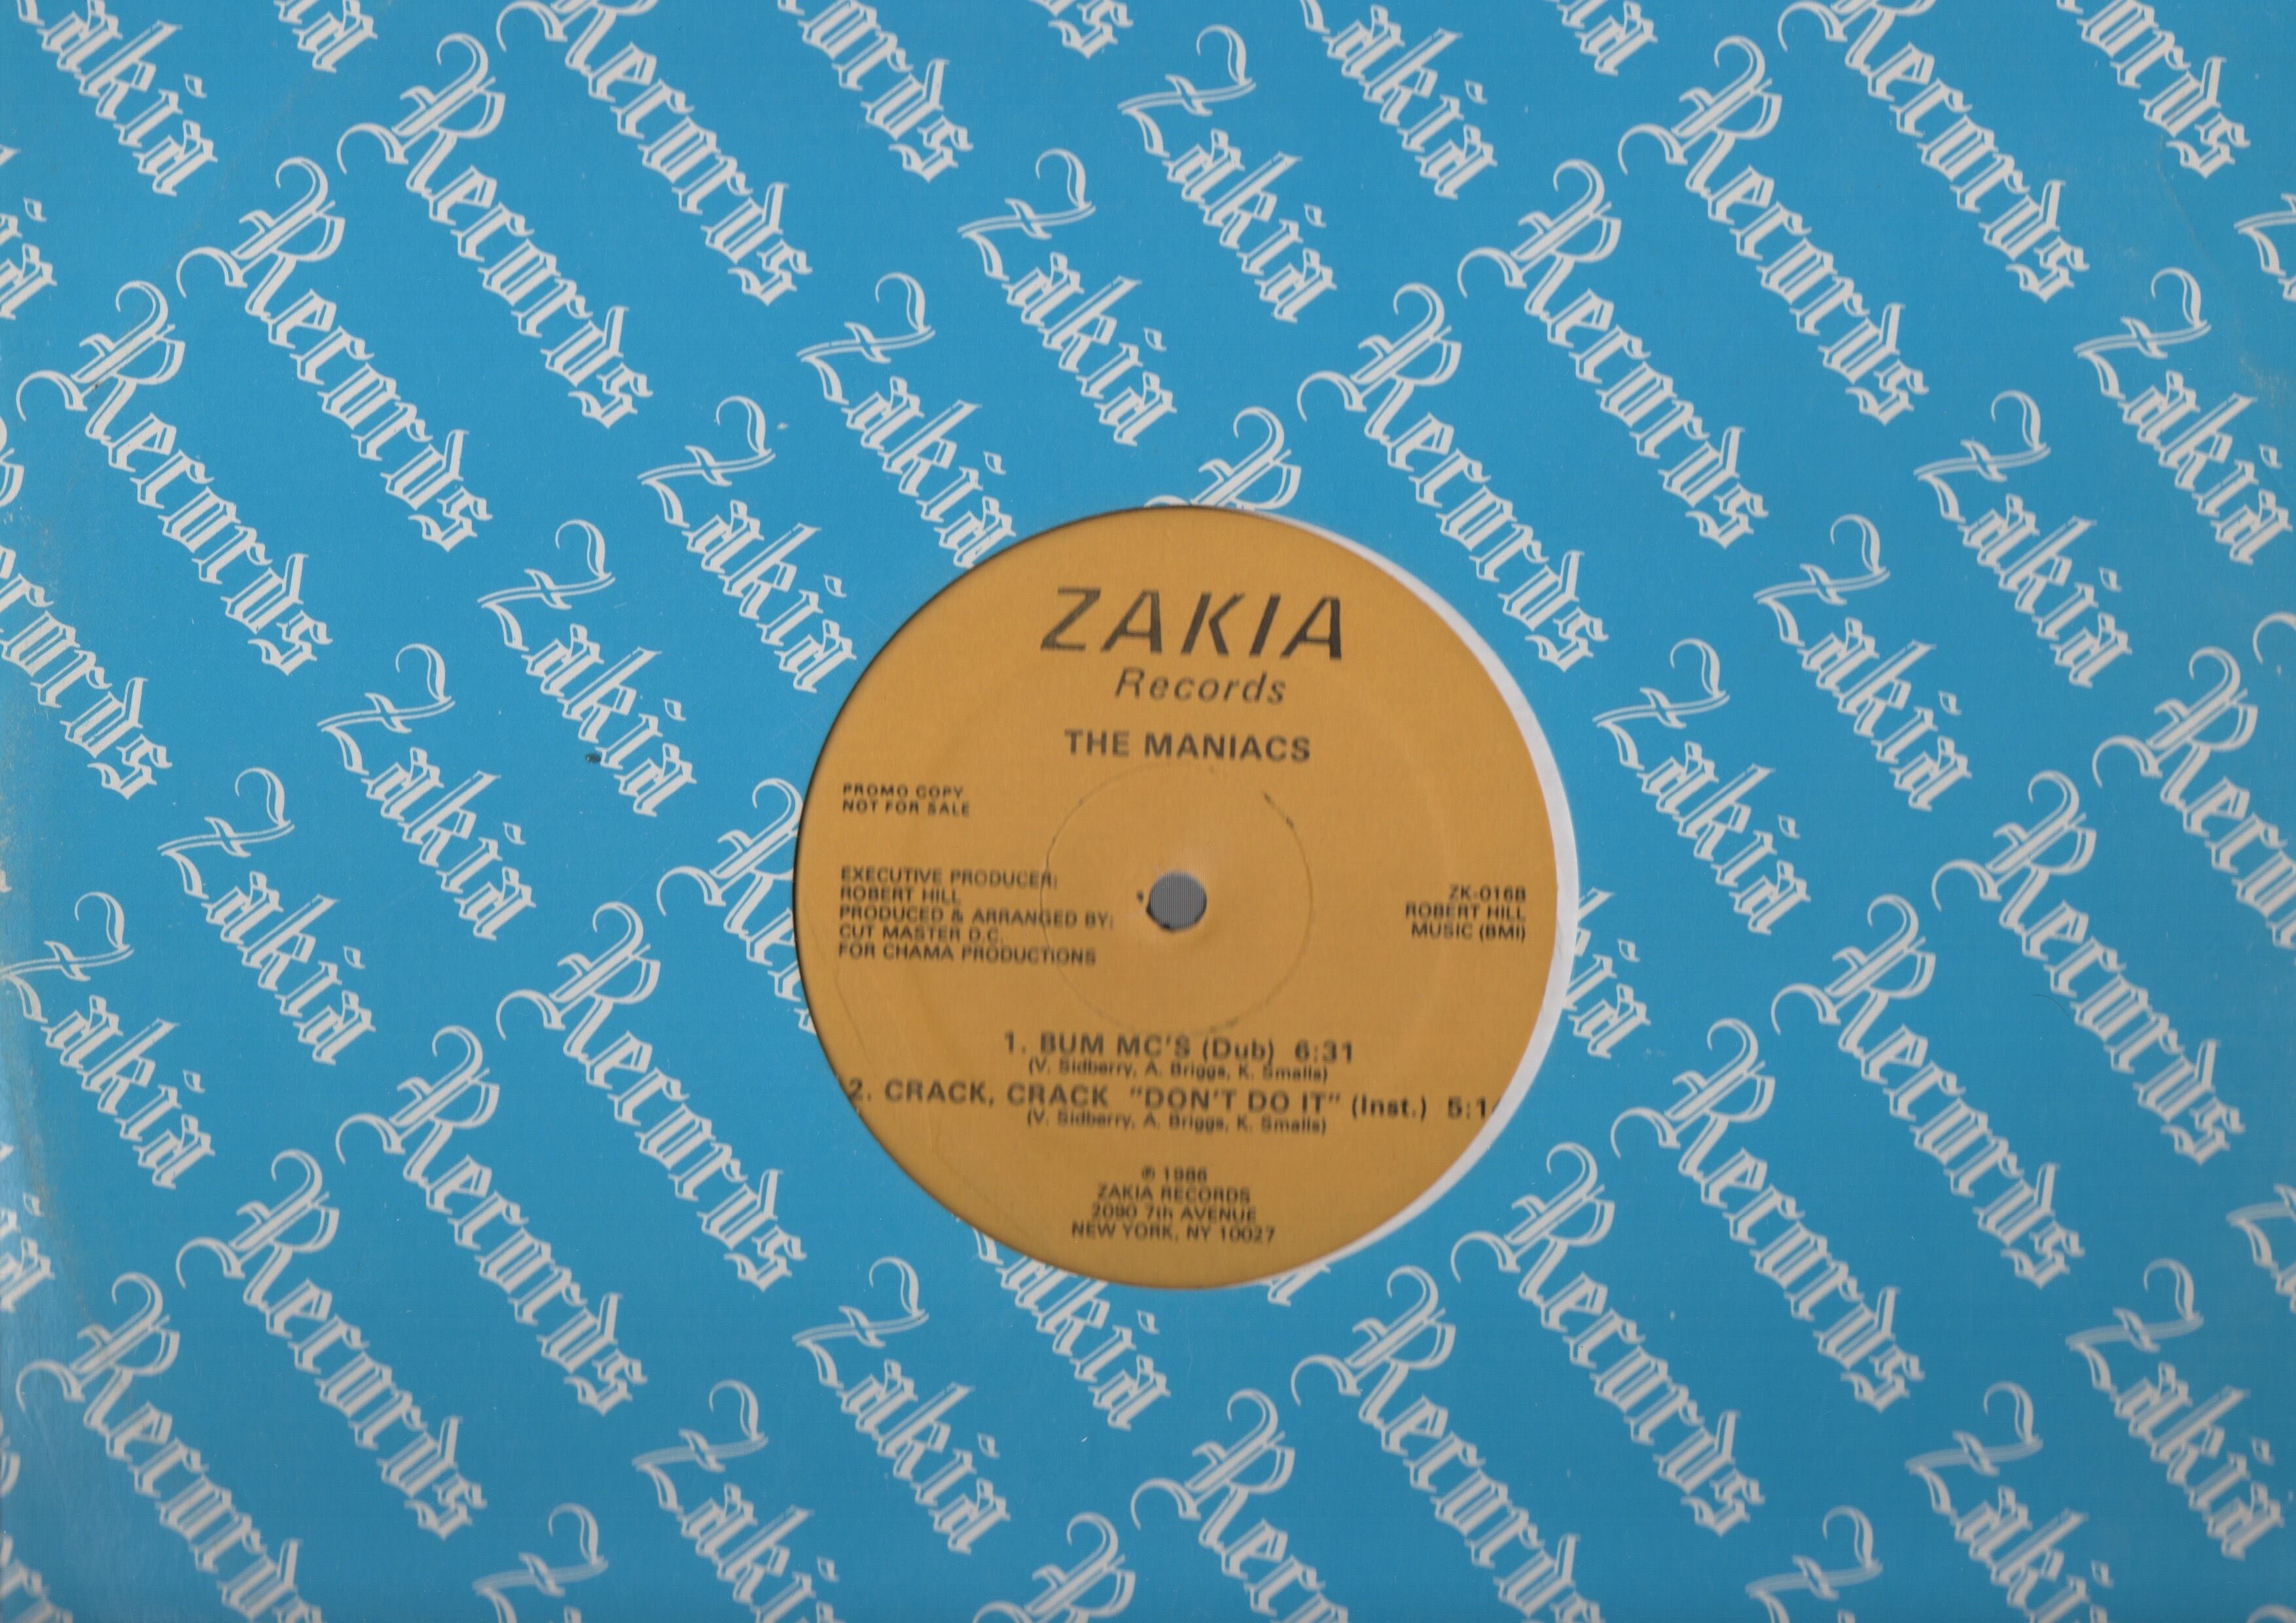 Zakia Records
ZAKIA
Records
THE MANIACS
PROMO COPY
NOT FOR SALE
EXECUTIVE PRODUCER:
ROBERT HILL
PRODUCED & ARRANGED BY:
CUT MASTER D.C.
FOR CHAMA PRODUCTIONS
ZK-016B
ROBERT HILL
MUSIC (BMI)
1. BUM MC'S (Dub) 6:31
(V. Sidberry, A. Briggs, K. Smalls)
2. CRACK, CRACK "DON'T DO IT" (Inst.)
(V. Sidberry, A. Briggs, K. Smalls)
℗ 1986
ZAKIA RECORDS
2090 7th AVENUE
NEW YORK, NY 10027